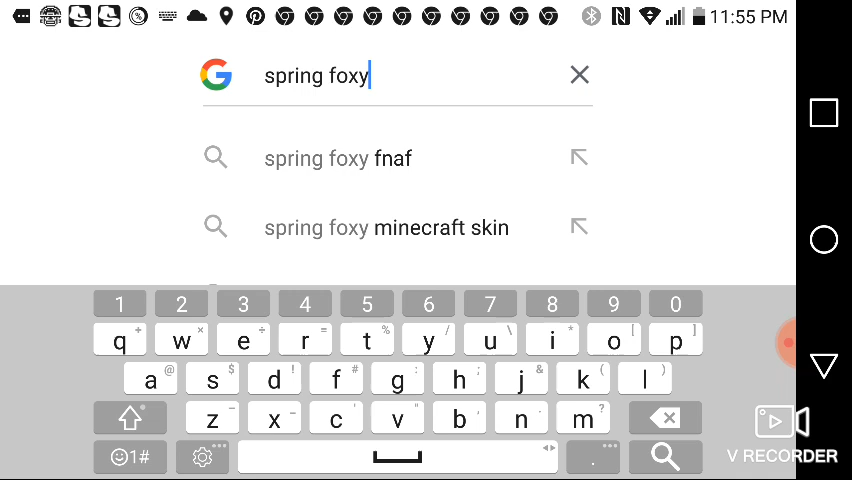 11:55 PM
spring foxy
spring foxy fnaf
spring foxy minecraft skin
1 2 3 4 5 6 7 8 9 0
q + w × e ÷ r = t % y / u \ i * o [ p ]
a @ s $ d ! f # g : h ; j & k ( l )
z _ x - c ' v " b , n . m ?
☺1# .
V RECORDER